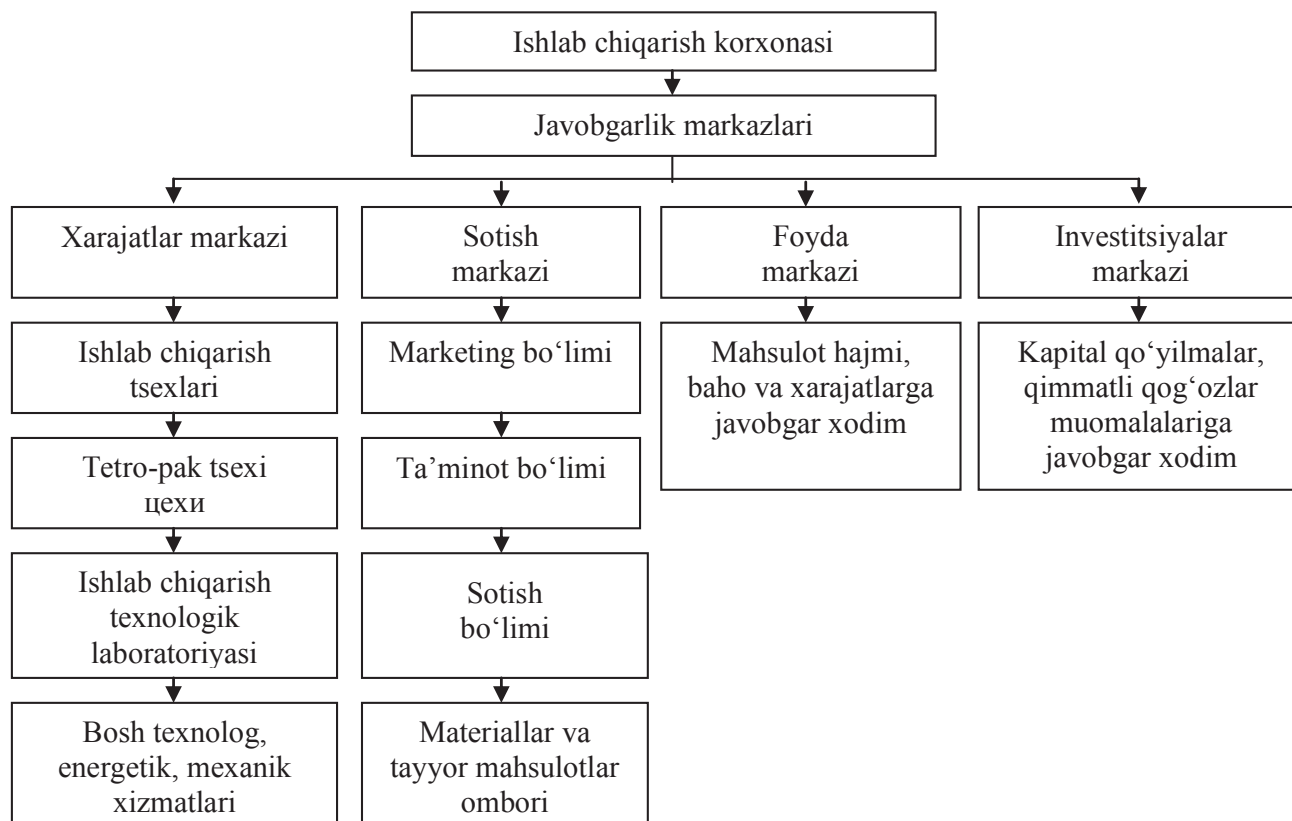 Ishlab chiqarish korxonasi
Javobgarlik markazlari
Xarajatlar markazi
Sotish
markazi
Foyda
markazi
Investitsiyalar
markazi
Ishlab chiqarish
tsexlari
Marketing bo‘limi
Mahsulot hajmi,
baho va xarajatlarga
javobgar xodim
Kapital qo‘yilmalar,
qimmatli qog‘ozlar
muomalalariga
javobgar xodim
Tetro-pak tsexi
цехи
Ta’minot bo‘limi
Ishlab chiqarish
texnologik
laboratoriyasi
Sotish
bo‘limi
Bosh texnolog,
energetik, mexanik
xizmatlari
Materiallar va
tayyor mahsulotlar
ombori